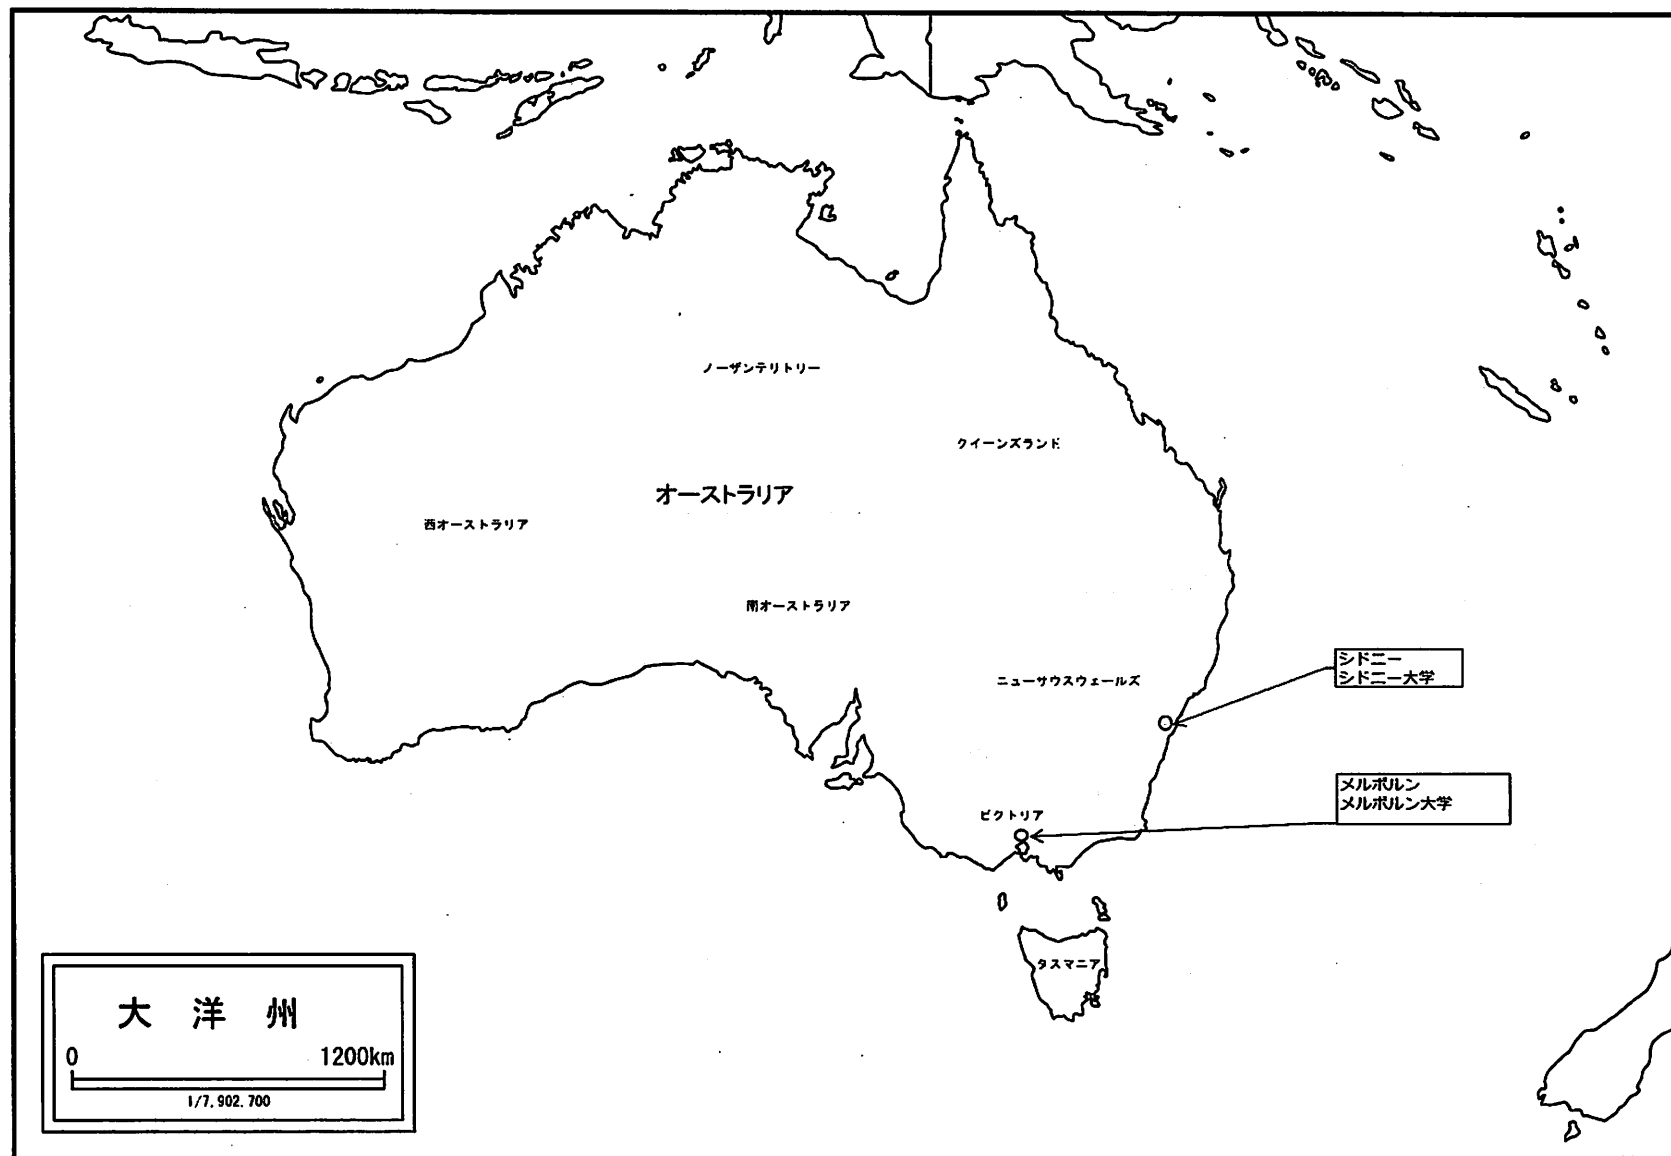 ノーザンテリトリー
クイーンズランド
オーストラリア
西オーストラリア
南オーストラリア
シドニー
シドニー大学
ニューサウスウェールズ
メルボルン
メルボルン大学
ビクトリア
タスマニア
大 洋 州
0 1200km
1/7,902,700